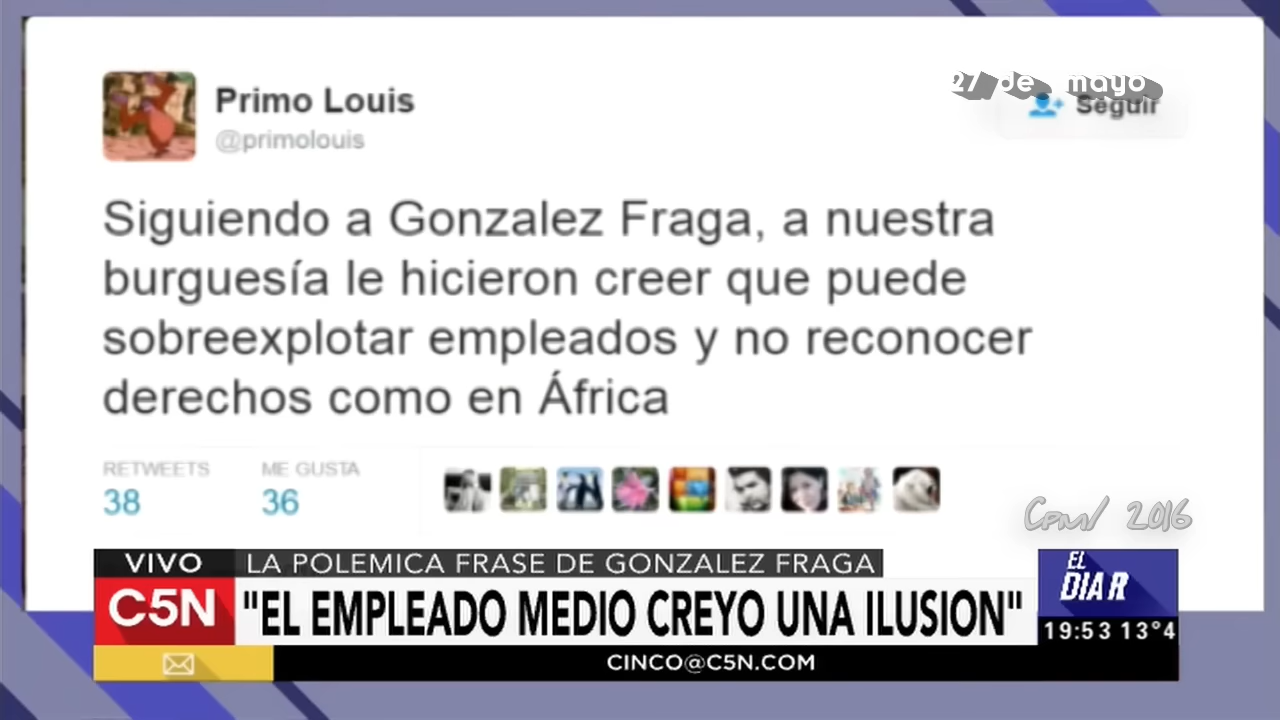 27 de mayo
Primo Louis
Seguir
@primolouis
Siguiendo a Gonzalez Fraga, a nuestra
burguesía le hicieron creer que puede
sobreexplotar empleados y no reconocer
derechos como en África
RETWEETS
ME GUSTA
38
36
2016
VIVO
LA POLEMICA FRASE DE GONZALEZ FRAGA
EL
DIA R
C5N
"EL EMPLEADO MEDIO CREYO UNA ILUSION"
19:53 13°4
CINCO@C5N.COM